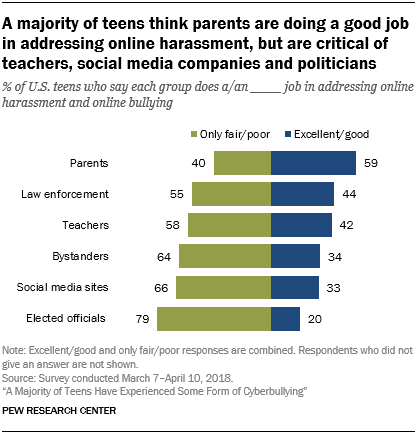 A majority of teens think parents are doing a good job
in addressing online harassment, but are critical of
teachers, social media companies and politicians
% of U.S. teens who say each group does a/an ____ job in addressing online
harassment and online bullying
Only fair/poor Excellent/good
Parents 40 59
Law enforcement 55 44
Teachers 58 42
Bystanders 64 34
Social media sites 66 33
Elected officials 79 20
Note: Excellent/good and only fair/poor responses are combined. Respondents who did not
give an answer are not shown.
Source: Survey conducted March 7–April 10, 2018.
“A Majority of Teens Have Experienced Some Form of Cyberbullying”
PEW RESEARCH CENTER